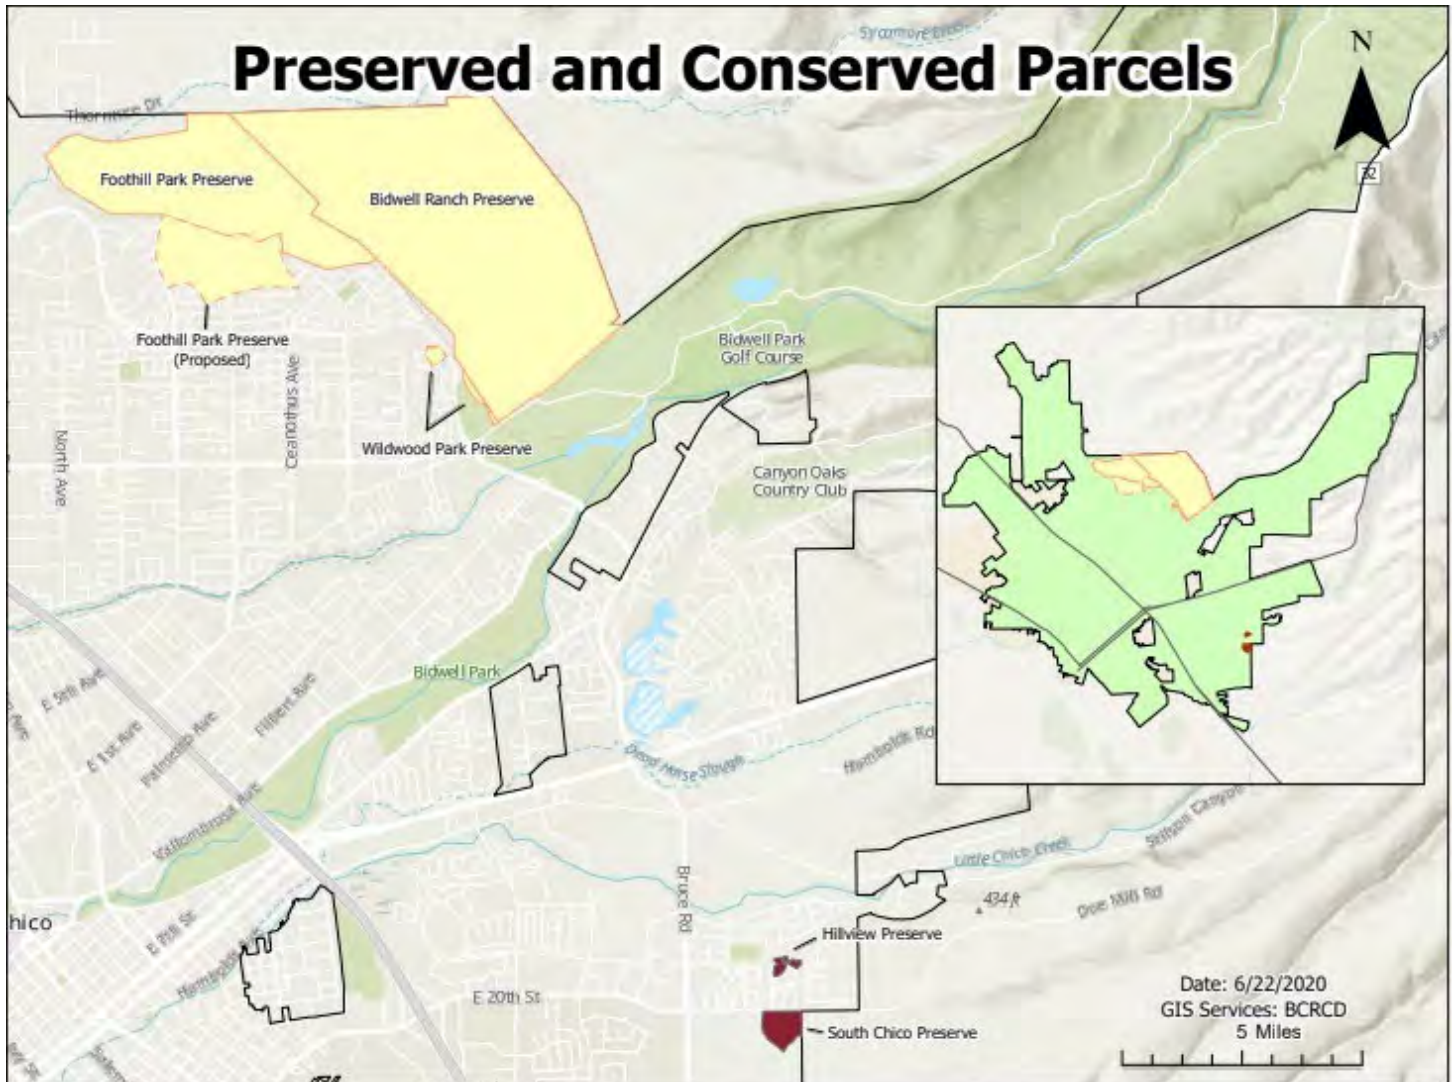 Preserved and Conserved Parcels
Sycamore Creek
N
Thorntree Dr
32
Foothill Park Preserve
Bidwell Ranch Preserve
Foothill Park Preserve
(Proposed)
Bidwell Park
Golf Course
Ceanothus Ave
North Ave
Wildwood Park Preserve
Canyon Oaks
Country Club
Bidwell Park
E 5th Ave
Filbert Ave
E 1st Ave
Palmetto Ave
Dead Horse Slough
Humboldt Rd
Vallombrosa Ave
Stilson Canyon
Little Chico Creek
Bruce Rd
434 ft
Doe Mill Rd
hico
E 8th St
Humboldt Ave
Hillview Preserve
E 20th St
Date: 6/22/2020
GIS Services: BCRCD
5 Miles
South Chico Preserve